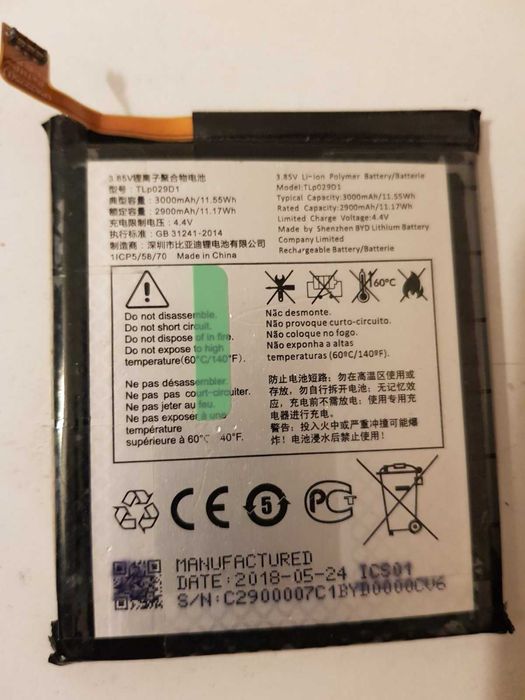 3.85V锂离子聚合物电池
型号: TLp029D1
典型容量: 3000mAh/11.55Wh
额定容量: 2900mAh/11.17Wh
充电限制电压: 4.4V
执行标准: GB 31241-2014
制造商: 深圳市比亚迪锂电池有限公司
1ICP5/58/70 Made in China
3.85V Li-ion Polymer Battery/Batterie
Model:TLp029D1
Typical Capacity:3000mAh/11.55Wh
Rated Capacity:2900mAh/11.17Wh
Limited Charge Voltage:4.4V
Made by Shenzhen BYD Lithium Battery
Company Limited
Rechargeable Battery/Batterie
60°C
Do not disassemble.
Do not short circuit.
Do not dispose of in fire.
Do not expose to high
temperature(60°C/140°F).
Ne pas désassembler.
Ne pas court-circuiter.
Ne pas jeter au feu.
Ne pas exposer à une
température
supérieure à 60°C 140°F.
Não desmonte.
Não provoque curto-circuito.
Não coloque no fogo.
Não exponha a altas
temperaturas (60ºC/140ºF).
防止电池短路; 勿在高温区使用或
存放, 勿自行拆开电池。无记忆效
应, 充电前不需放电; 使用专用充
电器进行充电。
警告: 投入火中或严重冲撞可能爆
炸! 电池浸水后禁止使用!
CE
5
MANUFACTURED
DATE:2018-05-24 ICS01
S/N:C2900007C1BYD0000CV6